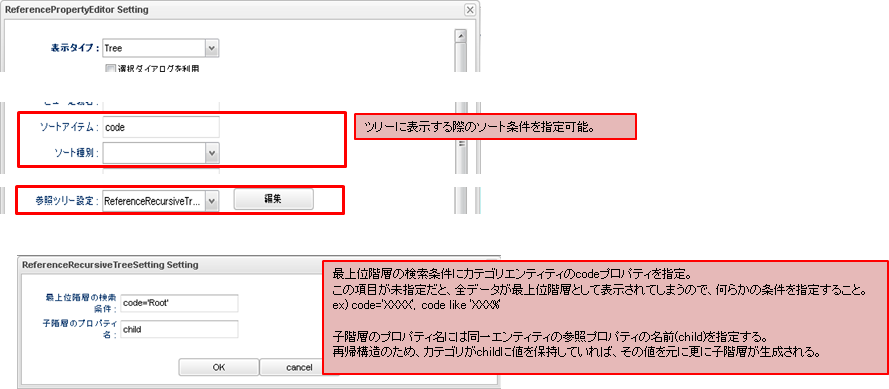 ReferencePropertyEditor Setting
表示タイプ : Tree
選択ダイアログを利用
ソートアイテム : code
ツリーに表示する際のソート条件を指定可能。
ソート種別 :
参照ツリー設定 : ReferenceRecursiveTr... 編集
ReferenceRecursiveTreeSetting Setting
最上位階層の検索
条件 : code='Root'
子階層のプロパティ
名 : child
OK cancel
最上位階層の検索条件にカテゴリエンティティのcodeプロパティを指定。
この項目が未指定だと、全データが最上位階層として表示されてしまうので、何らかの条件を指定すること。
ex) code='XXXX', code like 'XXX%'
子階層のプロパティ名には同一エンティティの参照プロパティの名前(child)を指定する。
再帰構造のため、カテゴリがchildに値を保持していれば、その値を元に更に子階層が生成される。